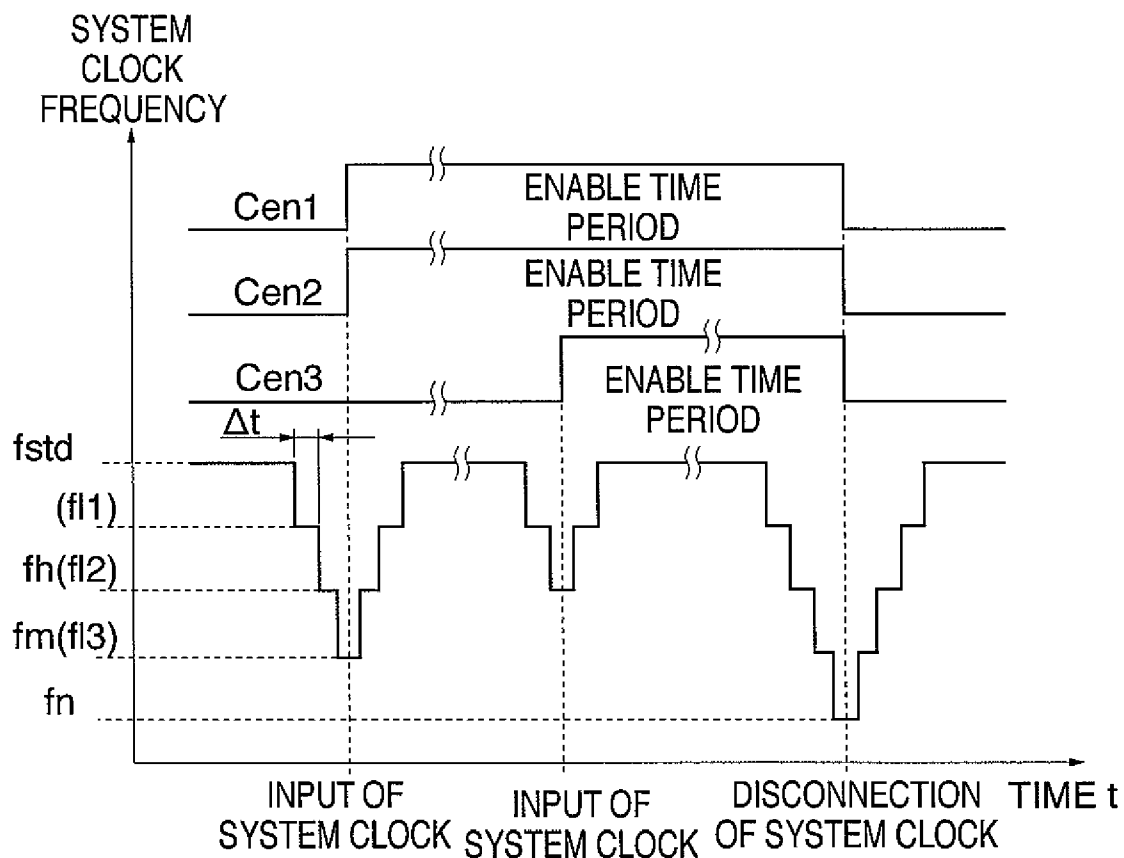 SYSTEM
CLOCK
FREQUENCY
Cen1
ENABLE TIME
PERIOD
Cen2
ENABLE TIME
PERIOD
Cen3
ENABLE TIME
PERIOD
Δt
fstd
(fl1)
fh(fl2)
fm(fl3)
fn
INPUT OF
SYSTEM CLOCK
INPUT OF
SYSTEM CLOCK
DISCONNECTION
OF SYSTEM CLOCK
TIME t